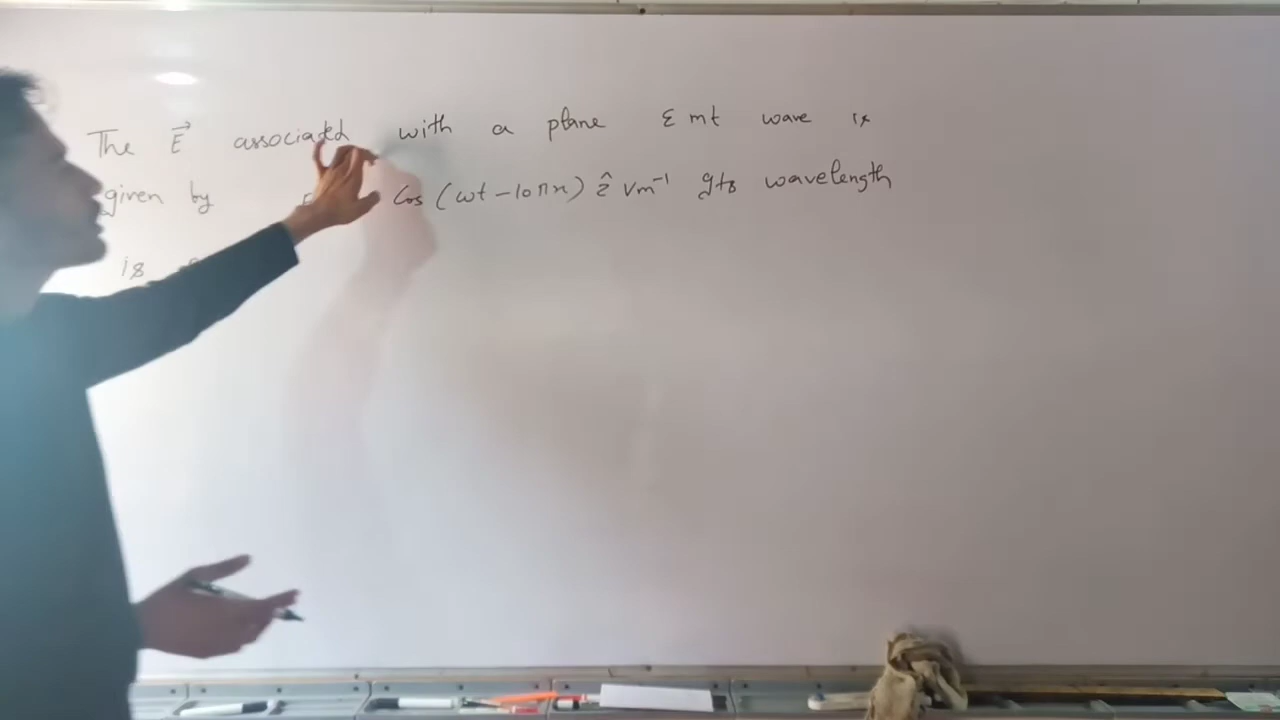 The E⃗ associated with a plane Emt wave is
given by Cos (ωt - 10πx) ẑ Vm⁻¹ Its wavelength
is